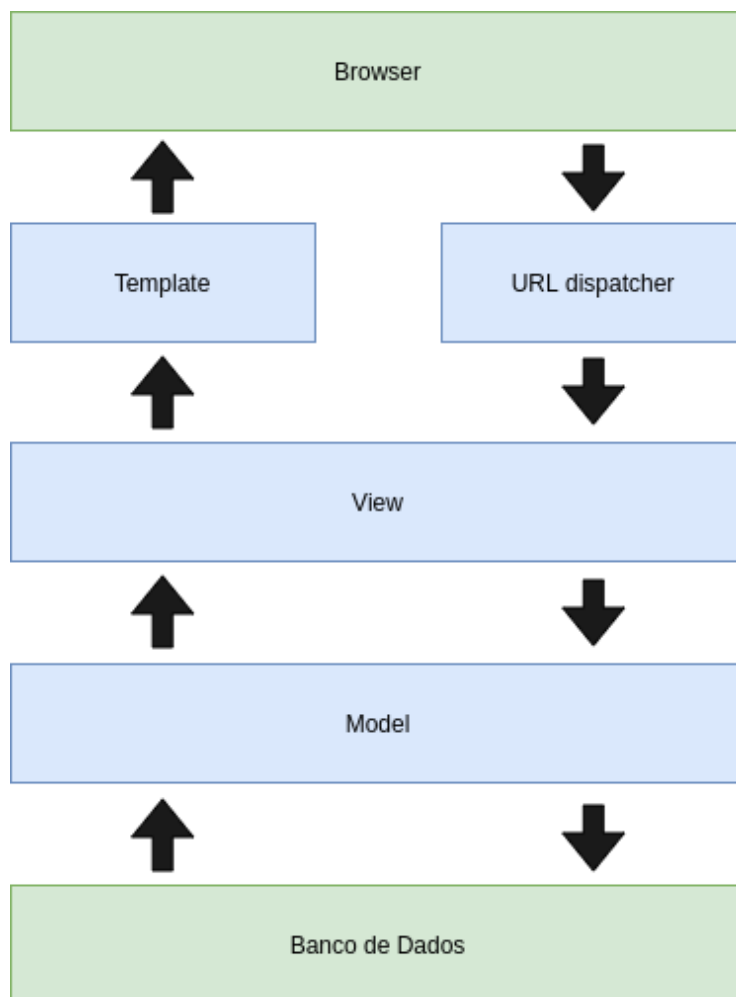 Browser
Template
URL dispatcher
View
Model
Banco de Dados